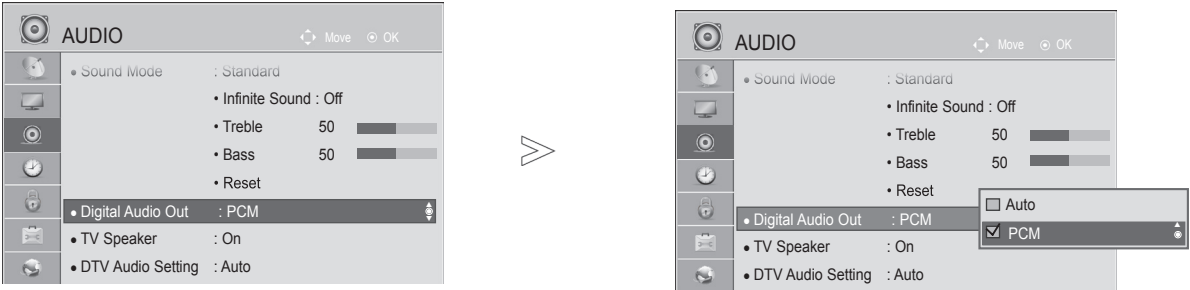 AUDIO
Move OK
• Sound Mode : Standard
• Infinite Sound : Off
• Treble 50
• Bass 50
• Reset
• Digital Audio Out : PCM
• TV Speaker : On
• DTV Audio Setting : Auto
AUDIO
Move OK
• Sound Mode : Standard
• Infinite Sound : Off
• Treble 50
• Bass 50
• Reset
Auto
• Digital Audio Out : PCM
PCM
• TV Speaker : On
• DTV Audio Setting : Auto